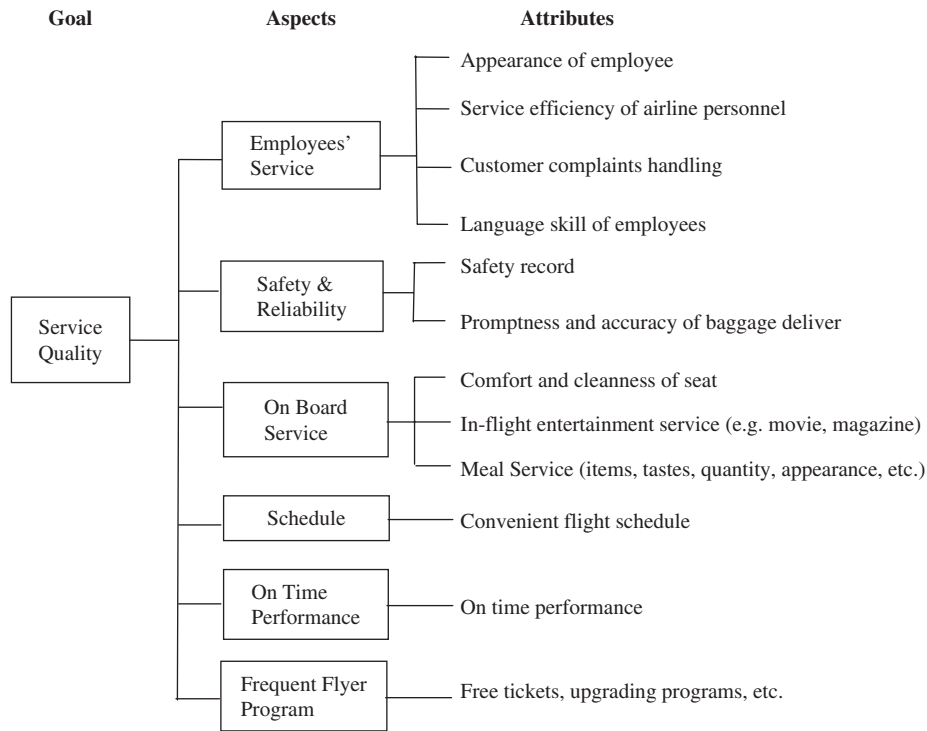 Goal Aspects Attributes
Appearance of employee
Service efficiency of airline personnel
Employees'
Service
Customer complaints handling
Language skill of employees
Safety &
Reliability
Safety record
Promptness and accuracy of baggage deliver
Service
Quality
Comfort and cleanness of seat
On Board
Service
In-flight entertainment service (e.g. movie, magazine)
Meal Service (items, tastes, quantity, appearance, etc.)
Schedule
Convenient flight schedule
On Time
Performance
On time performance
Frequent Flyer
Program
Free tickets, upgrading programs, etc.